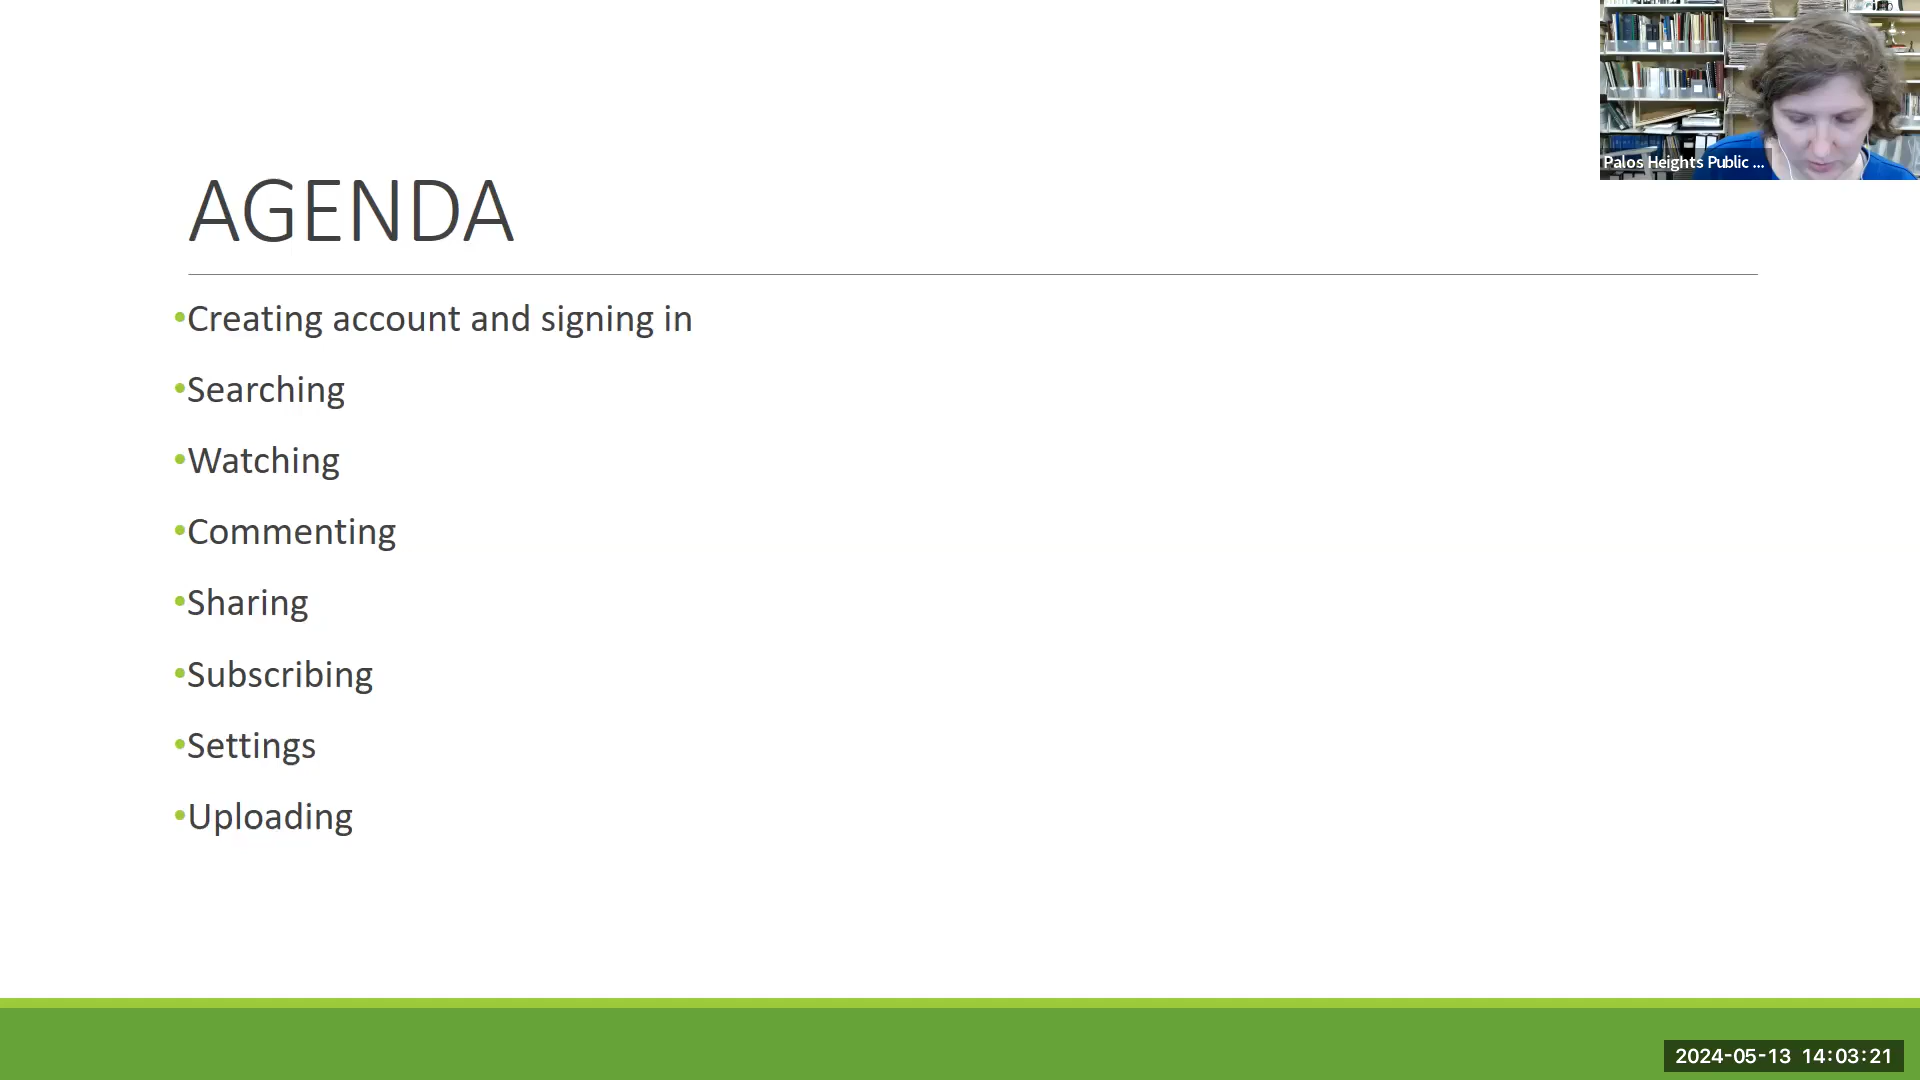 Palos Heights Public ...
AGENDA
•Creating account and signing in
•Searching
•Watching
•Commenting
•Sharing
•Subscribing
•Settings
•Uploading
2024-05-13 14:03:21